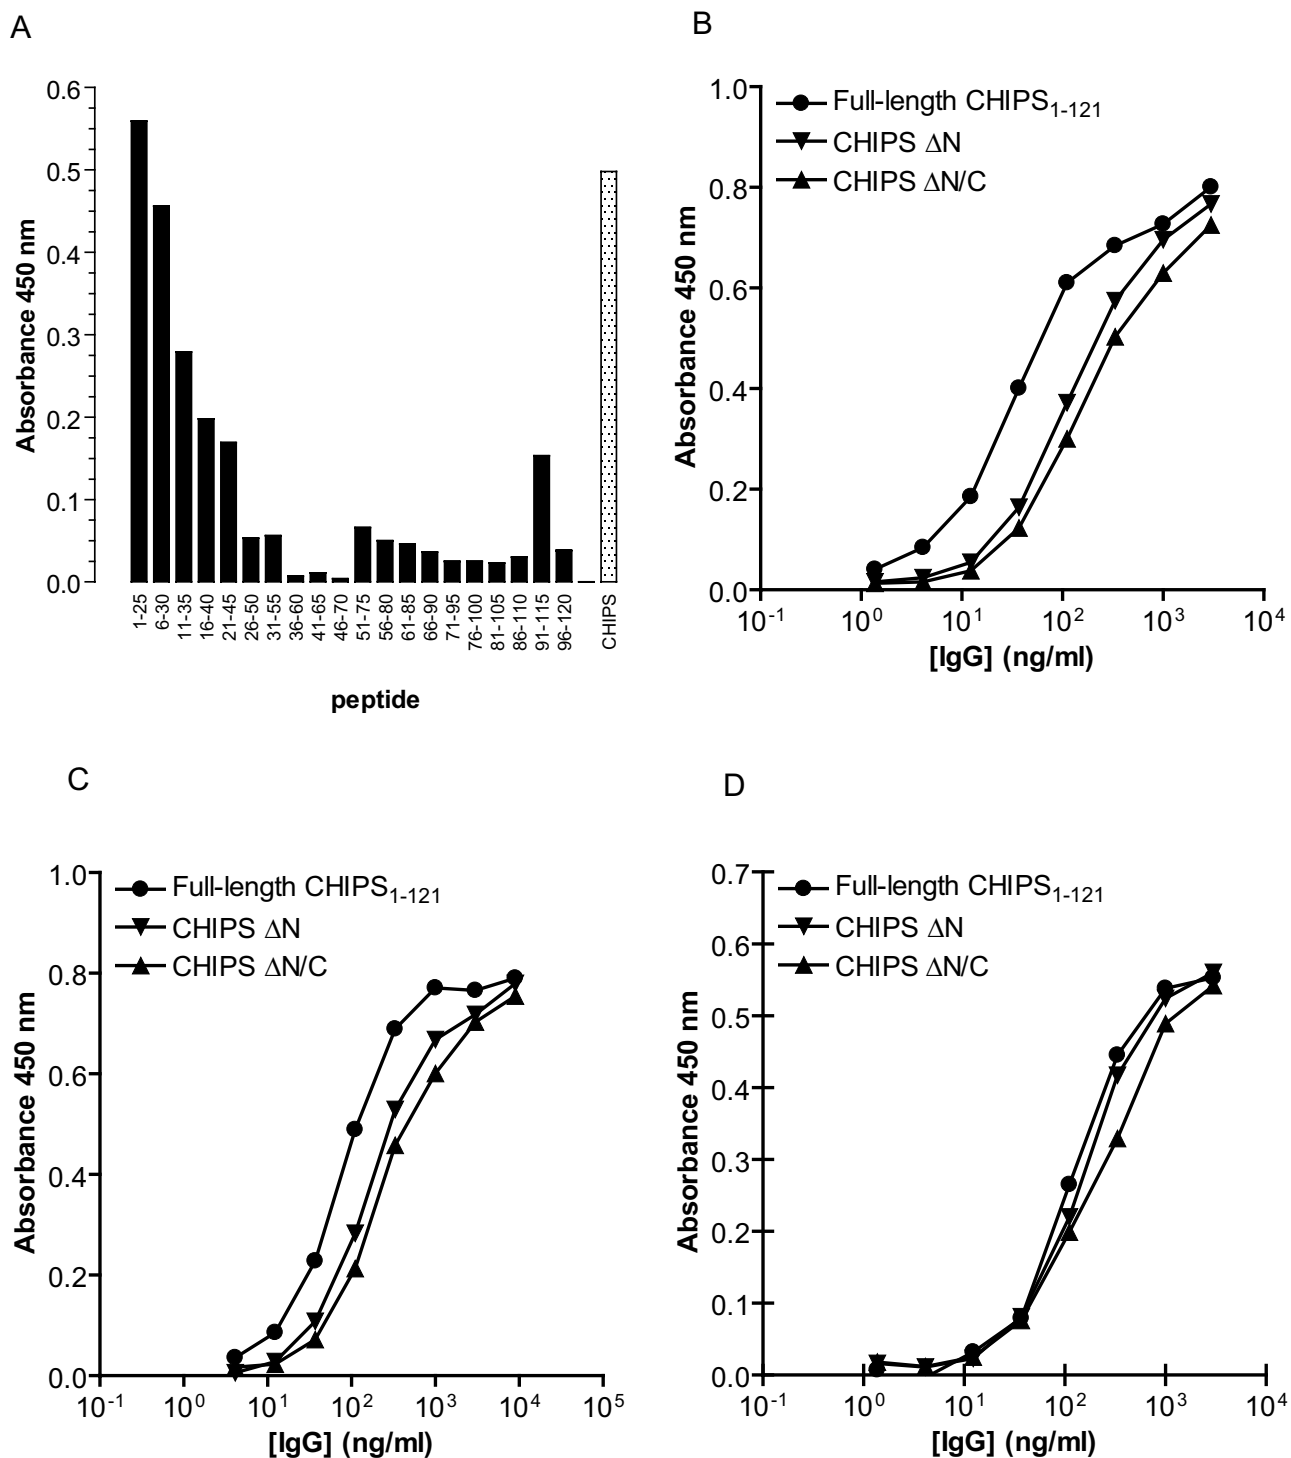 A
Absorbance 450 nm
0.6
0.5
0.4
0.3
0.2
0.1
0.0
1-25
6-30
11-35
16-40
21-45
26-50
31-55
36-60
41-65
46-70
51-75
56-80
61-85
66-90
71-95
76-100
81-105
86-110
91-115
96-120
CHIPS
peptide
B
Absorbance 450 nm
1.0
0.8
0.6
0.4
0.2
0.0
Full-length CHIPS1-121
CHIPS ΔN
CHIPS ΔN/C
10-1 100 101 102 103 104
[IgG] (ng/ml)
C
Absorbance 450 nm
1.0
0.8
0.6
0.4
0.2
0.0
Full-length CHIPS1-121
CHIPS ΔN
CHIPS ΔN/C
10-1 100 101 102 103 104 105
[IgG] (ng/ml)
D
Absorbance 450 nm
0.7
0.6
0.5
0.4
0.3
0.2
0.1
0.0
Full-length CHIPS1-121
CHIPS ΔN
CHIPS ΔN/C
10-1 100 101 102 103 104
[IgG] (ng/ml)